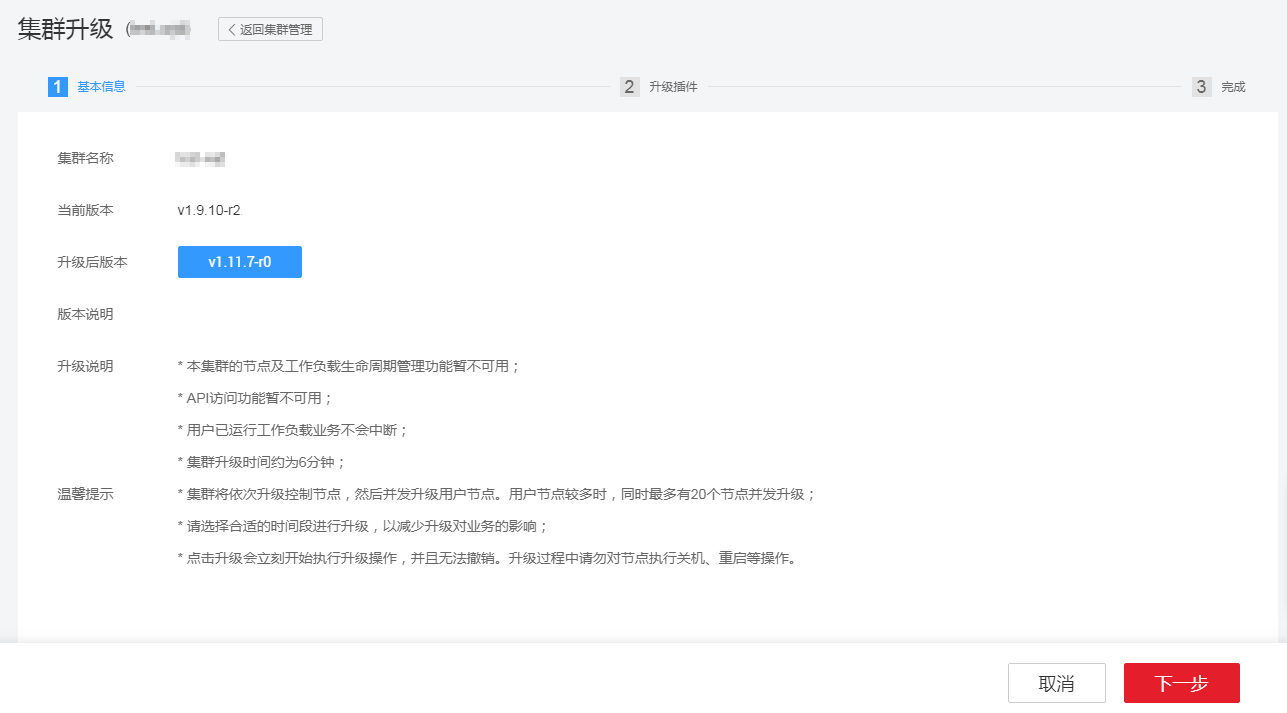 集群升级
< 返回集群管理
1 基本信息
2 升级插件
3 完成
集群名称
当前版本 v1.9.10-r2
升级后版本 v1.11.7-r0
版本说明
升级说明 * 本集群的节点及工作负载生命周期管理功能暂不可用；
* API访问功能暂不可用；
* 用户已运行工作负载业务不会中断；
* 集群升级时间约为6分钟；
温馨提示 * 集群将依次升级控制节点，然后并发升级用户节点。用户节点较多时，同时最多有20个节点并发升级；
* 请选择合适的时间段进行升级，以减少升级对业务的影响；
* 点击升级会立刻开始执行升级操作，并且无法撤销。升级过程中请勿对节点执行关机、重启等操作。
取消
下一步